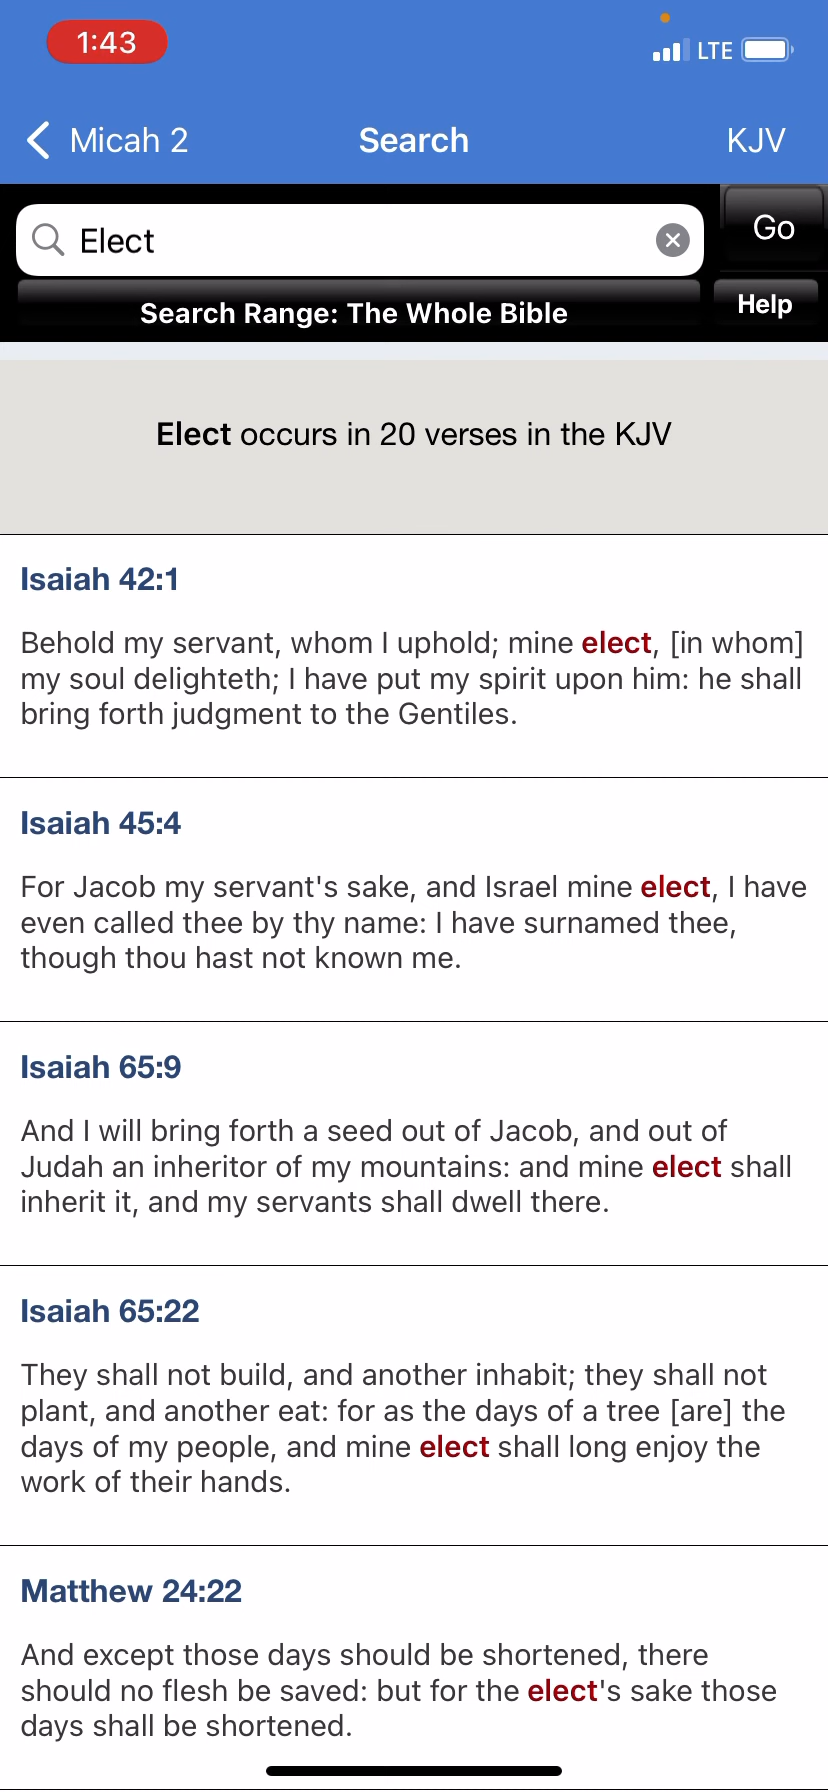 1:43
LTE
Micah 2
Search
KJV
Elect
Go
Search Range: The Whole Bible
Help
Elect occurs in 20 verses in the KJV
Isaiah 42:1
Behold my servant, whom I uphold; mine elect, [in whom]
my soul delighteth; I have put my spirit upon him: he shall
bring forth judgment to the Gentiles.
Isaiah 45:4
For Jacob my servant's sake, and Israel mine elect, I have
even called thee by thy name: I have surnamed thee,
though thou hast not known me.
Isaiah 65:9
And I will bring forth a seed out of Jacob, and out of
Judah an inheritor of my mountains: and mine elect shall
inherit it, and my servants shall dwell there.
Isaiah 65:22
They shall not build, and another inhabit; they shall not
plant, and another eat: for as the days of a tree [are] the
days of my people, and mine elect shall long enjoy the
work of their hands.
Matthew 24:22
And except those days should be shortened, there
should no flesh be saved: but for the elect's sake those
days shall be shortened.